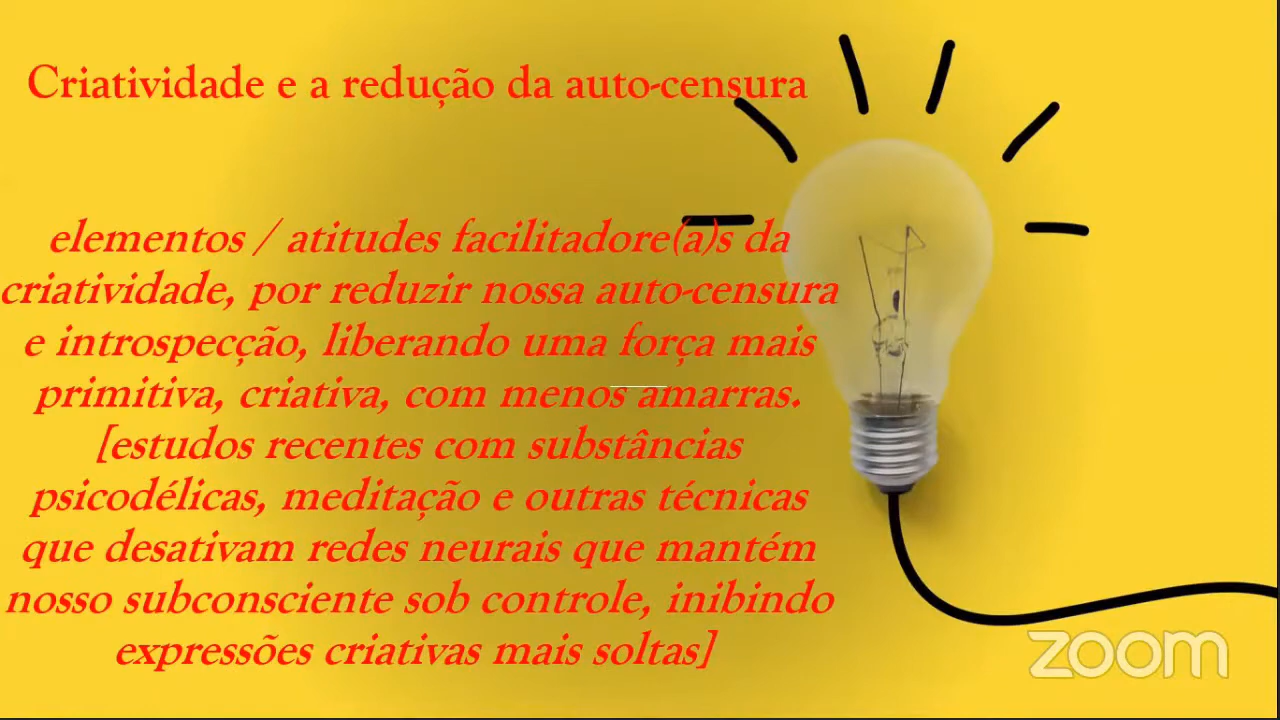 Criatividade e a redução da auto-censura
elementos / atitudes facilitadore(a)s da
criatividade, por reduzir nossa auto-censura
e introspecção, liberando uma força mais
primitiva, criativa, com menos amarras.
[estudos recentes com substâncias
psicodélicas, meditação e outras técnicas
que desativam redes neurais que mantém
nosso subconsciente sob controle, inibindo
expressões criativas mais soltas]
zoom